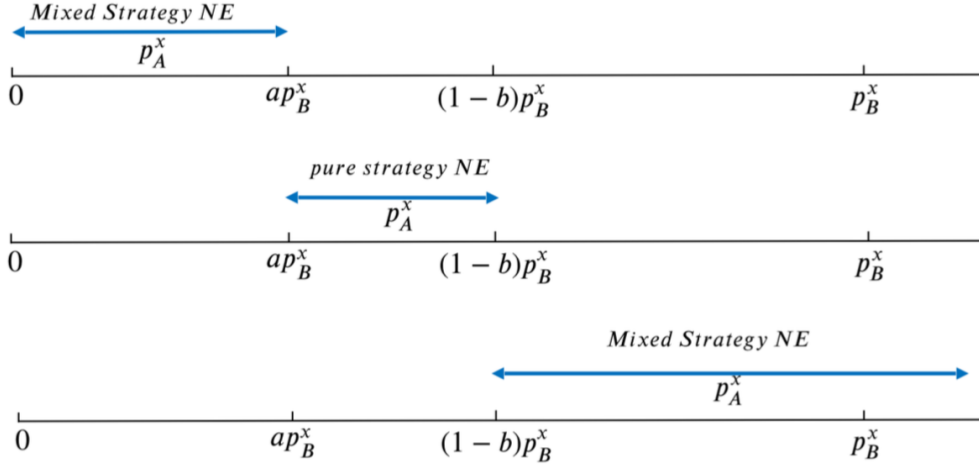 Mixed Strategy NE
$p_A^x$
0 $ap_B^x$ $(1-b)p_B^x$ $p_B^x$
pure strategy NE
$p_A^x$
0 $ap_B^x$ $(1-b)p_B^x$ $p_B^x$
Mixed Strategy NE
$p_A^x$
0 $ap_B^x$ $(1-b)p_B^x$ $p_B^x$